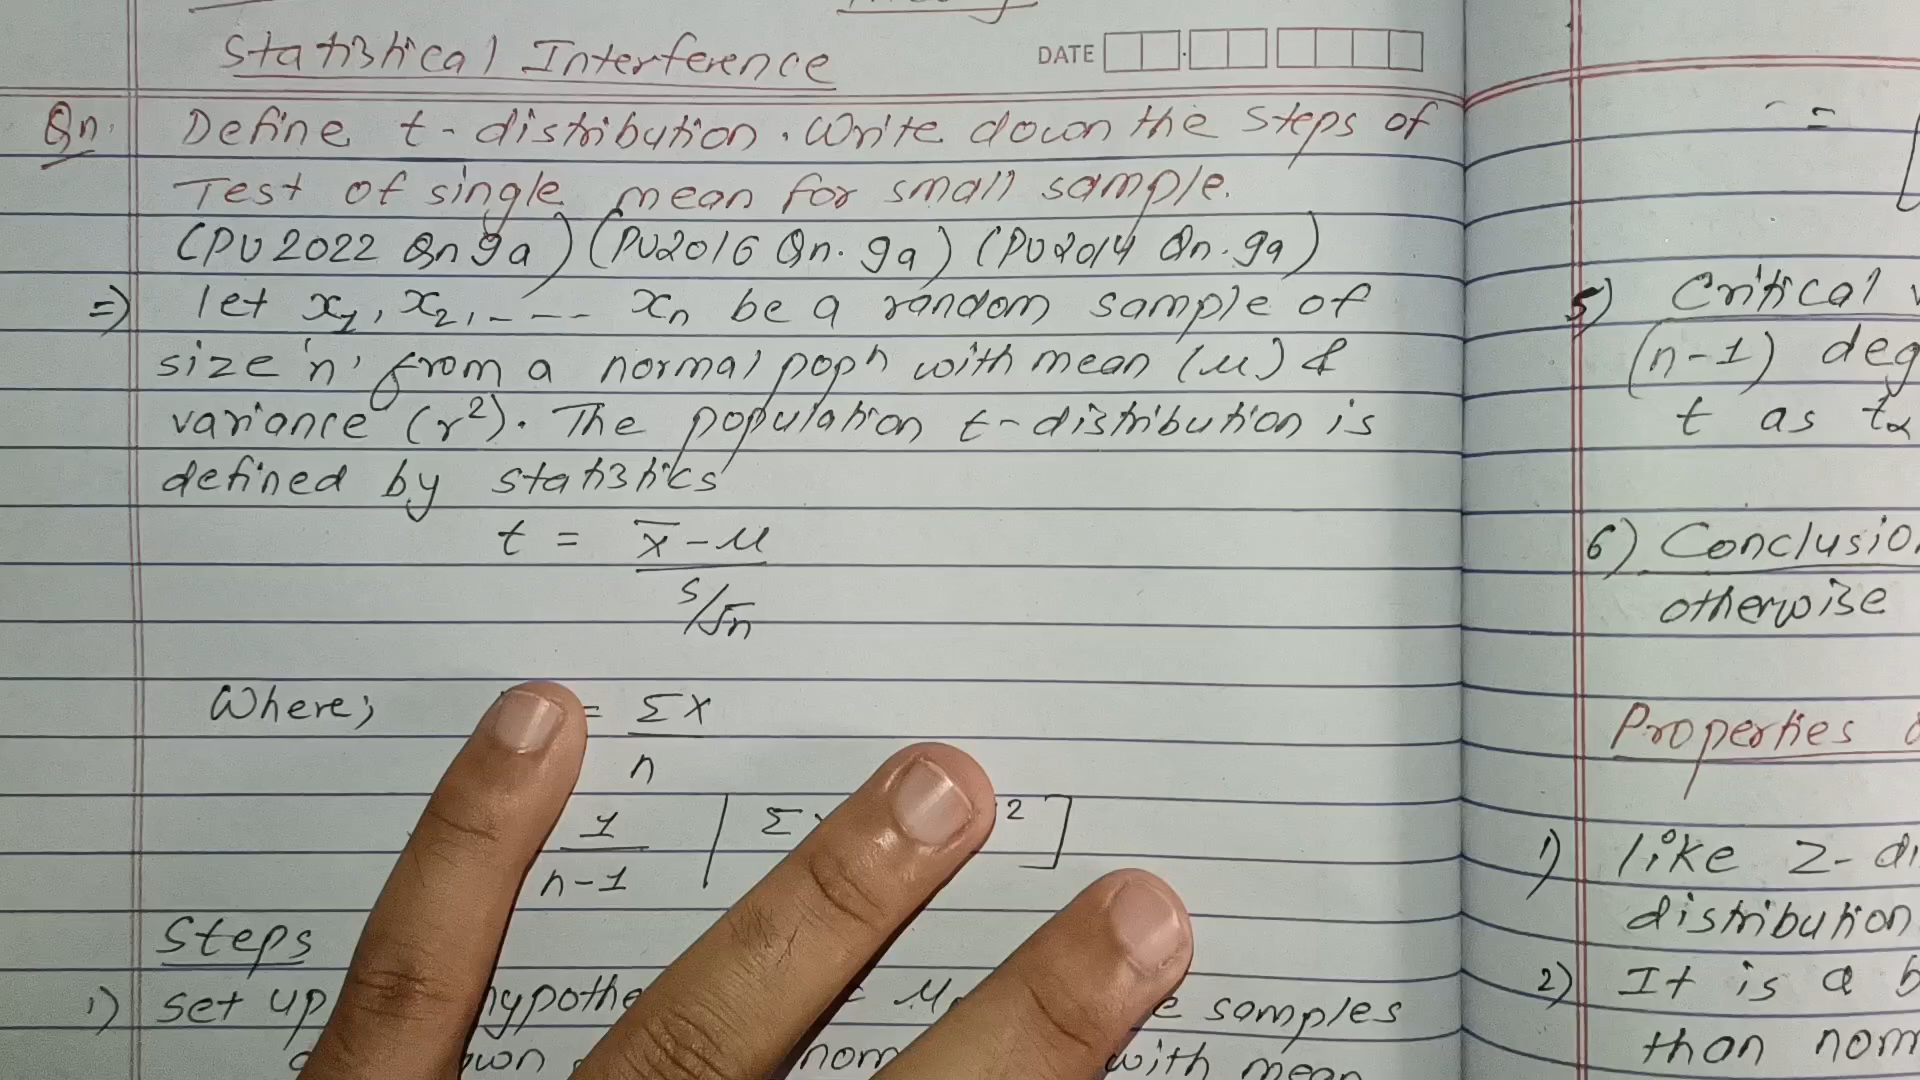 Statistical Interference
DATE
Qn. Define t-distribution. Write down the steps of
Test of single mean for small sample.
(PU 2022 Qn 9a) (PU 2016 Qn. 9a) (PU 2014 Qn. 9a)
=> let x1, x2, ---- xn be a random sample of
size 'n' from a normal popn with mean (μ) &
variance (r²). The population t-distribution is
defined by statistics
t = x̄ - μ
s/√n
Where; = ΣX
n
1 [ Σ ² ]
n-1
Steps
1) set up μ samples
with mean
=
5) Critical
(n-1) deg
t as tα
6) Conclusion
otherwise
Properties
1) like Z-di
distribution
2) It is a b
than norm